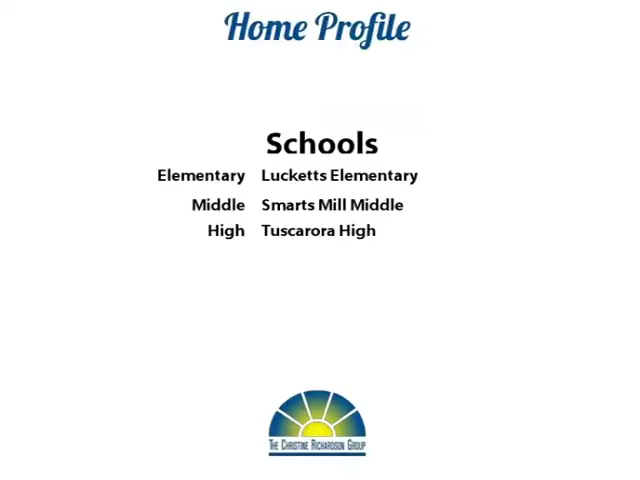 Home Profile
Schools
Elementary Lucketts Elementary
Middle Smarts Mill Middle
High Tuscarora High
The Christine Richardson Group